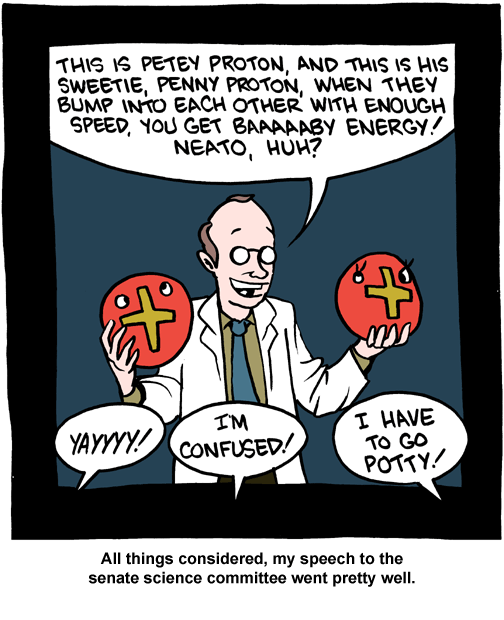 THIS IS PETEY PROTON, AND THIS IS HIS
SWEETIE, PENNY PROTON, WHEN THEY
BUMP INTO EACH OTHER WITH ENOUGH
SPEED, YOU GET BAAAAABY ENERGY!
NEATO, HUH?
YAYYYY!
I'M
CONFUSED!
I HAVE
TO GO
POTTY!
All things considered, my speech to the
senate science committee went pretty well.